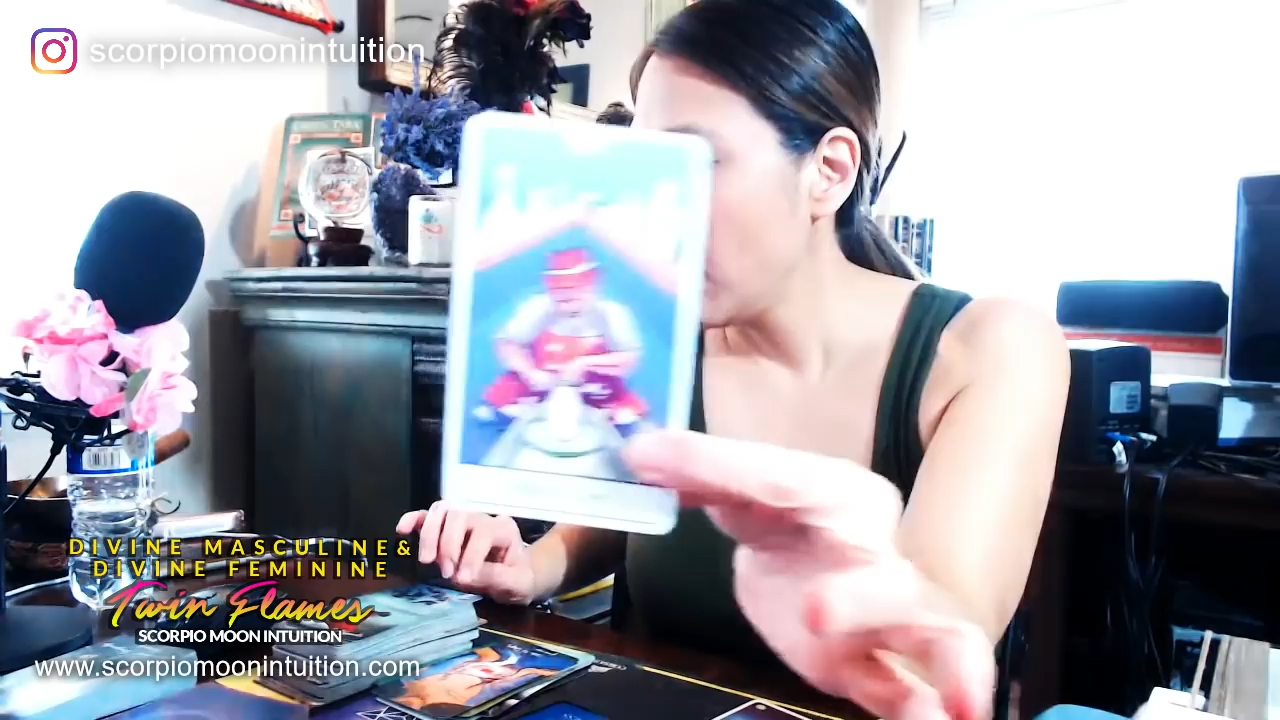 scorpiomoonintuition
DIVINE MASCULINE&
DIVINE FEMININE
Twin Flames
SCORPIO MOON INTUITION
www.scorpiomoonintuition.com